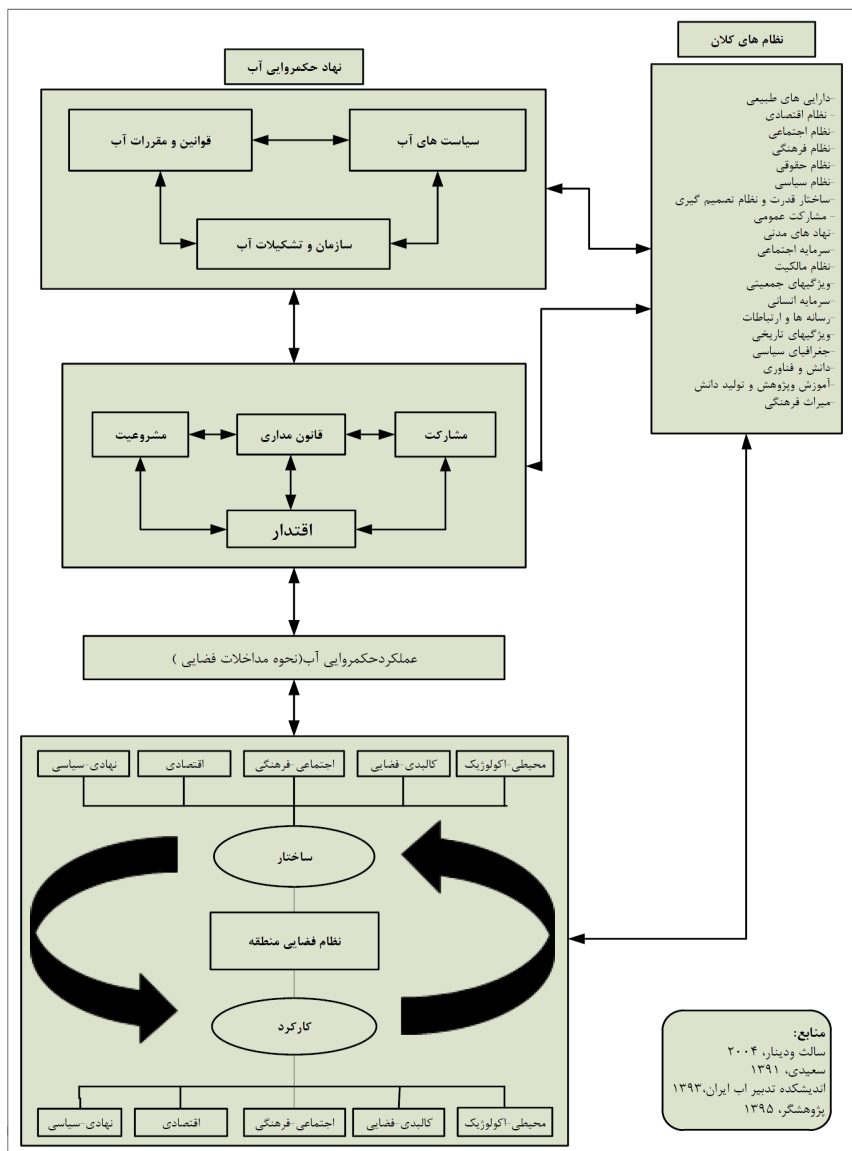 نظام های کلان
نهاد حکمروایی آب
-دارایی های طبیعی
- نظام اقتصادی
-نظام اجتماعی
-نظام فرهنگی
-نظام حقوقی
-نظام سیاسی
-ساختار قدرت و نظام تصمیم گیری
- مشارکت عمومی
-نهاد های مدنی
-سرمایه اجتماعی
-نظام مالکیت
-ویژگیهای جمعیتی
-سرمایه انسانی
-رسانه ها و ارتباطات
-ویژگیهای تاریخی
-جغرافیای سیاسی
-دانش و فناوری
-آموزش وپژوهش و تولید دانش
-میراث فرهنگی
سیاست های آب
قوانین و مقررات آب
سازمان و تشکیلات آب
مشارکت
قانون مداری
مشروعیت
اقتدار
عملکردحکمروایی آب(نحوه مداخلات فضایی )
محیطی-اکولوژیک
کالبدی-فضایی
اجتماعی-فرهنگی
اقتصادی
نهادی-سیاسی
ساختار
نظام فضایی منطقه
کارکرد
محیطی-اکولوژیک
کالبدی-فضایی
اجتماعی-فرهنگی
اقتصادی
نهادی-سیاسی
منابع:
سالث ودینار، ۲۰۰۴
سعیدی، ۱۳۹۱
اندیشکده تدبیر اب ایران،۱۳۹۳
پژوهشگر، ۱۳۹۵